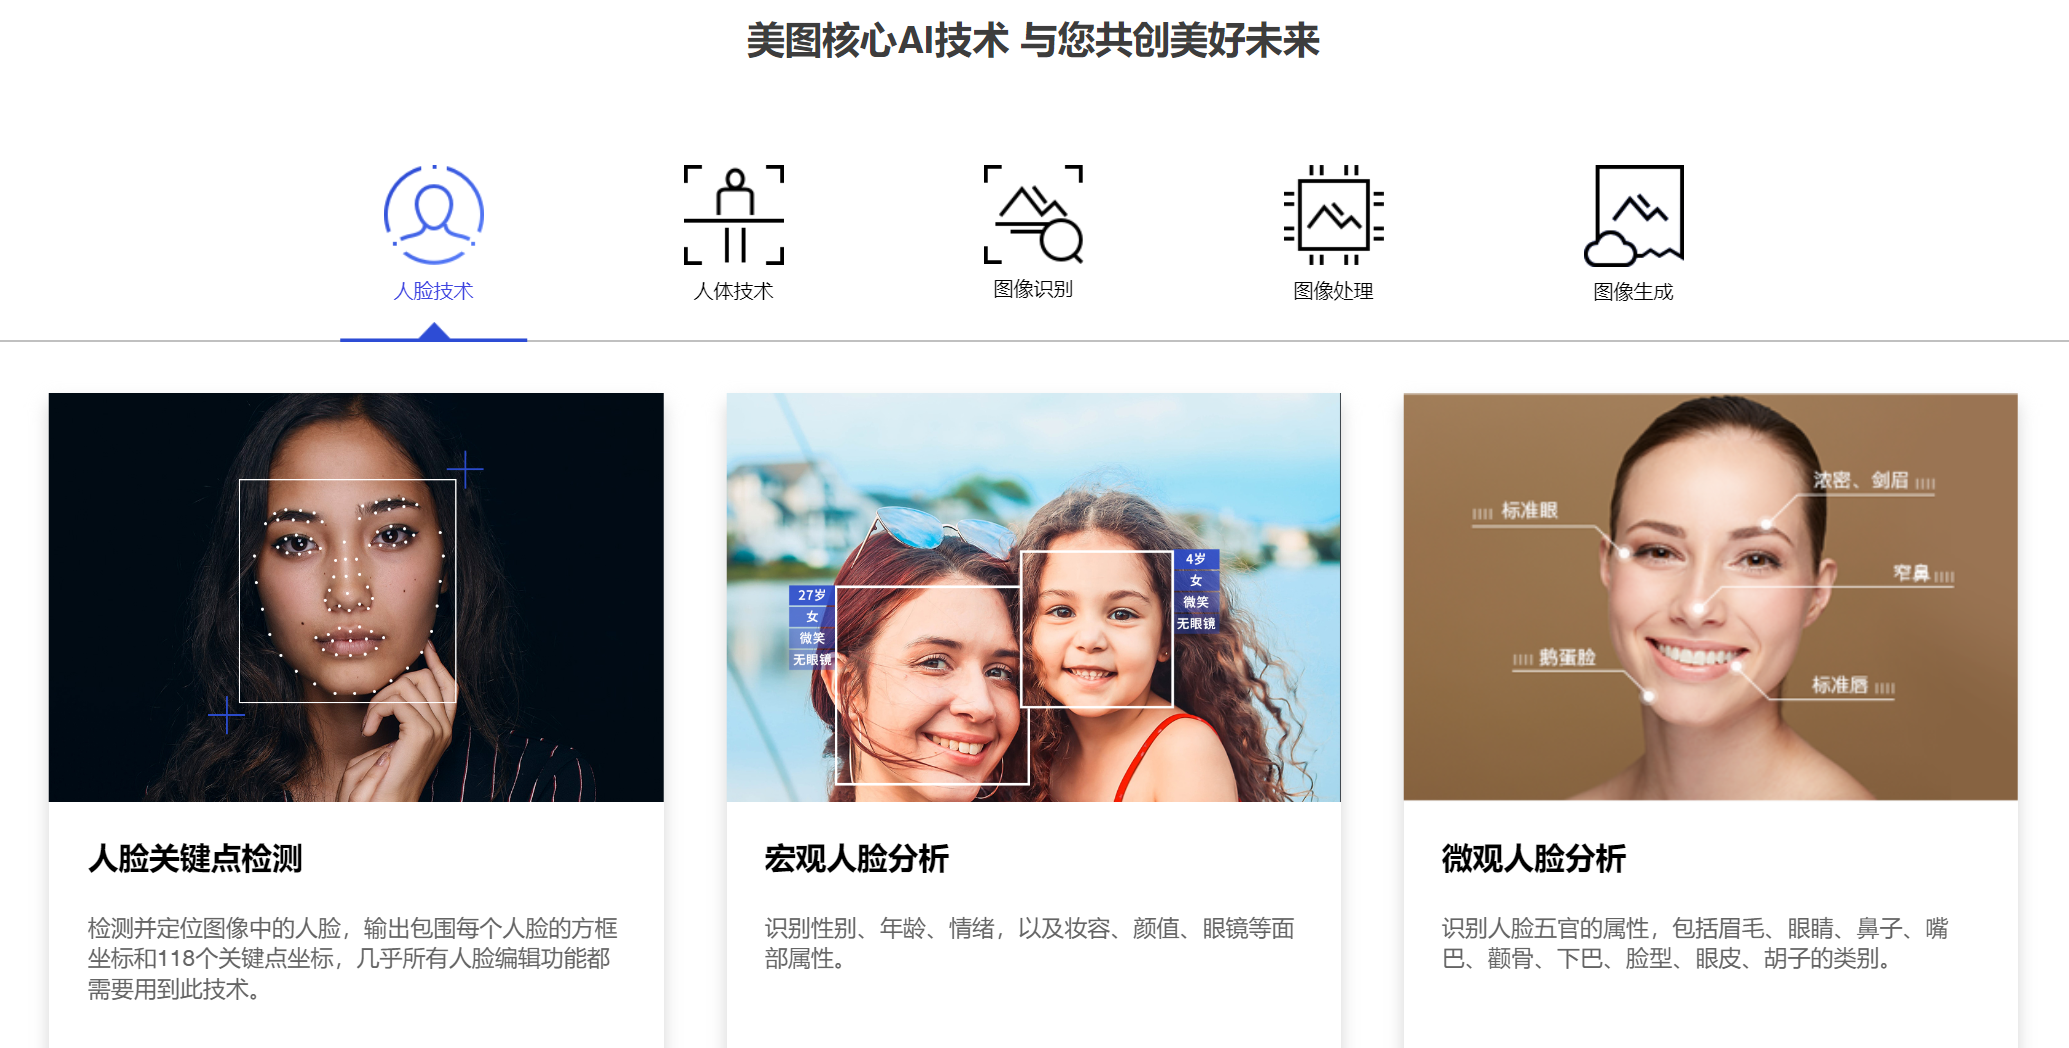 美图核心AI技术 与您共创美好未来
人脸技术
人体技术
图像识别
图像处理
图像生成
27岁
女
微笑
无眼镜
4岁
女
微笑
无眼镜
浓密、剑眉
标准眼
窄鼻
鹅蛋脸
标准唇
人脸关键点检测
检测并定位图像中的人脸，输出包围每个人脸的方框
坐标和118个关键点坐标，几乎所有人脸编辑功能都
需要用到此技术。
宏观人脸分析
识别性别、年龄、情绪，以及妆容、颜值、眼镜等面
部属性。
微观人脸分析
识别人脸五官的属性，包括眉毛、眼睛、鼻子、嘴
巴、颧骨、下巴、脸型、眼皮、胡子的类别。